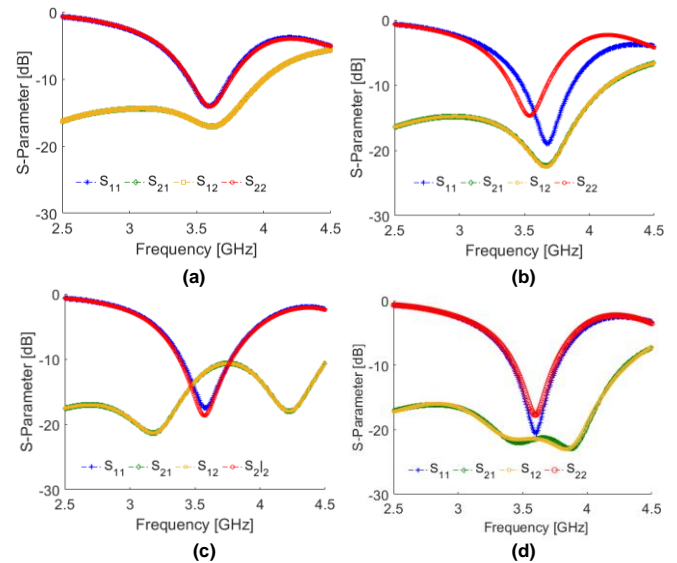 0
-10
-20
-30
S-Parameter [dB]
S11 S21 S12 S22
2.5 3 3.5 4 4.5
Frequency [GHz]
(a)
0
-10
-20
-30
S-Parameter [dB]
S11 S21 S12 S22
2.5 3 3.5 4 4.5
Frequency [GHz]
(b)
0
-10
-20
-30
S-Parameter [dB]
S11 S21 S12 S2|2
2.5 3 3.5 4 4.5
Frequency [GHz]
(c)
0
-10
-20
-30
S-Parameter [dB]
S11 S21 S12 S22
2.5 3 3.5 4 4.5
Frequency [GHz]
(d)